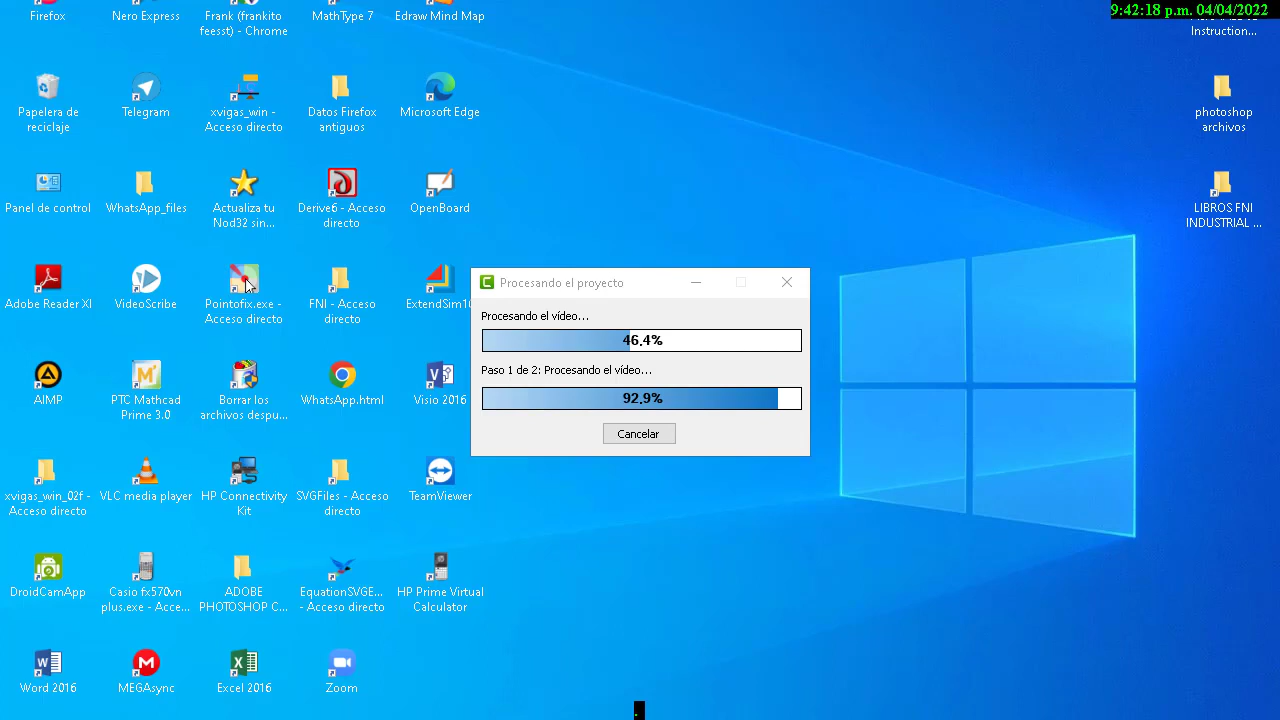 9:42:18 p.m. 04/04/2022
Firefox
Nero Express
Frank (frankito
feesst) - Chrome
MathType 7
Edraw Mind Map
Instruction...
Papelera de
reciclaje
Telegram
xvigas_win -
Acceso directo
Datos Firefox
antiguos
Microsoft Edge
photoshop
archivos
Panel de control
WhatsApp_files
Actualiza tu
Nod32 sin...
Derive6 - Acceso
directo
OpenBoard
LIBROS FNI
INDUSTRIAL ...
Adobe Reader XI
VideoScribe
Pointofix.exe -
Acceso directo
FNI - Acceso
directo
Procesando el proyecto
Procesando el vídeo...
46,4%
Paso 1 de 2: Procesando el vídeo...
92,9%
Cancelar
AIMP
PTC Mathcad
Prime 3.0
Borrar los
archivos despu...
WhatsApp.html
Visio 2016
xvigas_win_02f -
Acceso directo
VLC media player
HP Connectivity
Kit
SVGFiles - Acceso
directo
TeamViewer
DroidCamApp
Casio fx570vn
plus.exe - Acce...
ADOBE
PHOTOSHOP C...
EquationSVGE...
- Acceso directo
HP Prime Virtual
Calculator
Word 2016
MEGAsync
Excel 2016
Zoom